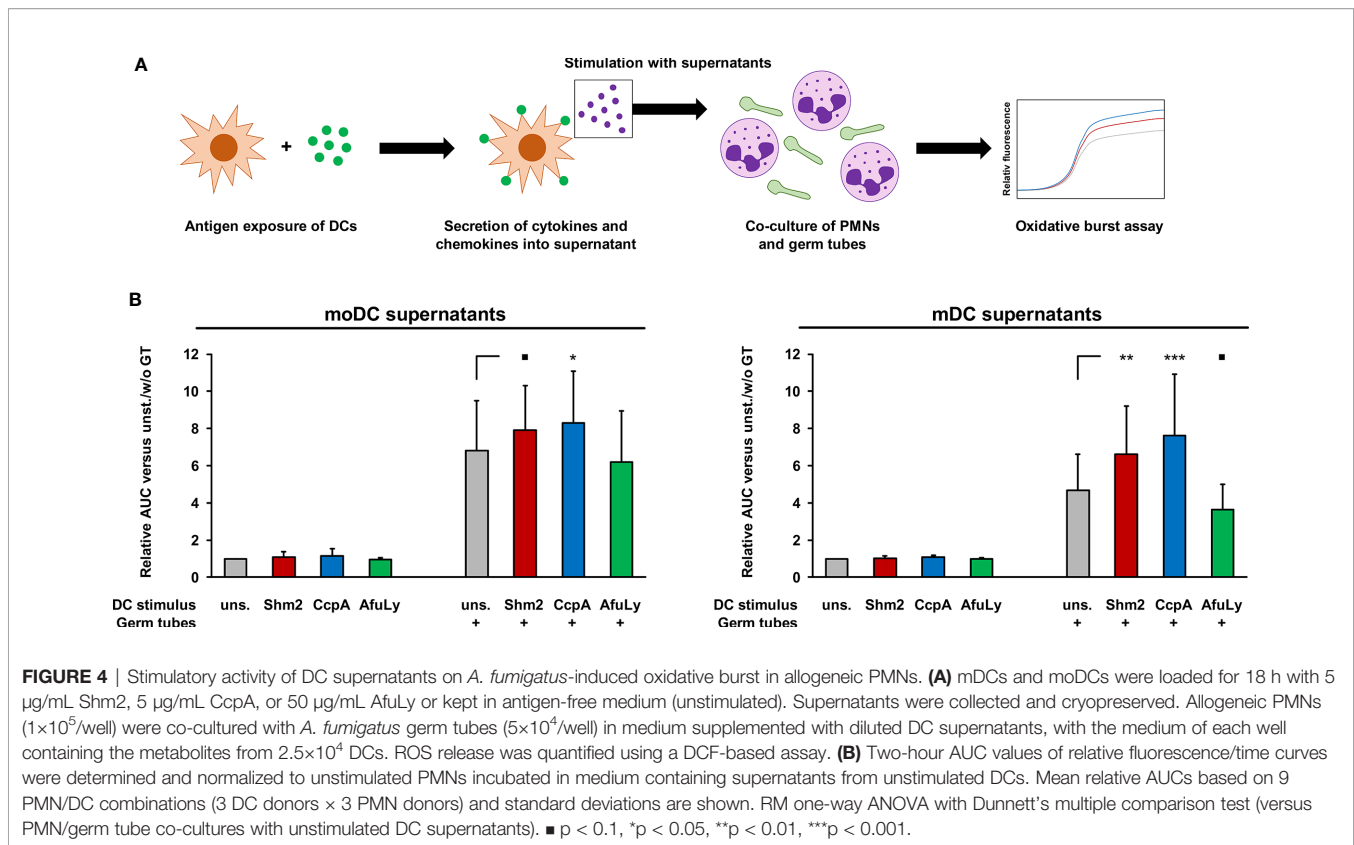 A
Stimulation with supernatants
+
Relativ fluorescence
Antigen exposure of DCs
Secretion of cytokines and
chemokines into supernatant
Co-culture of PMNs
and germ tubes
Oxidative burst assay
B
moDC supernatants
Relative AUC versus unst./w/o GT
12
10
8
6
4
2
0
■ *
DC stimulus uns. Shm2 CcpA AfuLy uns. Shm2 CcpA AfuLy
Germ tubes + + + +
mDC supernatants
Relative AUC versus unst./w/o GT
12
10
8
6
4
2
0
** *** ■
DC stimulus uns. Shm2 CcpA AfuLy uns. Shm2 CcpA AfuLy
Germ tubes + + + +
FIGURE 4 | Stimulatory activity of DC supernatants on A. fumigatus-induced oxidative burst in allogeneic PMNs. (A) mDCs and moDCs were loaded for 18 h with 5
µg/mL Shm2, 5 µg/mL CcpA, or 50 µg/mL AfuLy or kept in antigen-free medium (unstimulated). Supernatants were collected and cryopreserved. Allogeneic PMNs
(1×10⁵/well) were co-cultured with A. fumigatus germ tubes (5×10⁴/well) in medium supplemented with diluted DC supernatants, with the medium of each well
containing the metabolites from 2.5×10⁴ DCs. ROS release was quantified using a DCF-based assay. (B) Two-hour AUC values of relative fluorescence/time curves
were determined and normalized to unstimulated PMNs incubated in medium containing supernatants from unstimulated DCs. Mean relative AUCs based on 9
PMN/DC combinations (3 DC donors × 3 PMN donors) and standard deviations are shown. RM one-way ANOVA with Dunnett's multiple comparison test (versus
PMN/germ tube co-cultures with unstimulated DC supernatants). ■ p < 0.1, *p < 0.05, **p < 0.01, ***p < 0.001.